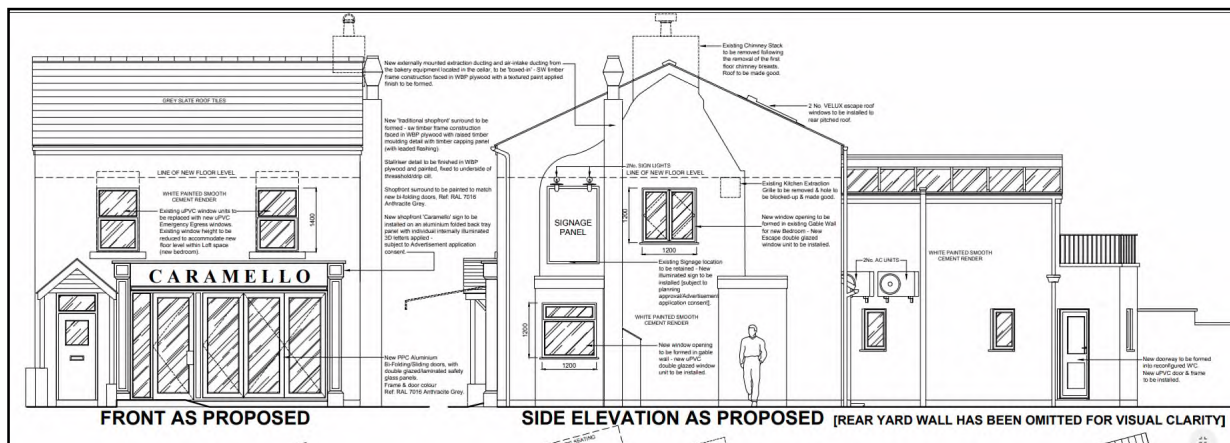 GREY SLATE ROOF TILES
LINE OF NEW FLOOR LEVEL
WHITE PAINTED SMOOTH
CEMENT RENDER
Existing uPVC window units to
be replaced with new uPVC
Emergency Egress windows.
Existing window height to
be reduced to accommodate new
floor level within Loft space
(new bedroom).
1400
CARAMELLO
New externally mounted extraction ducting and air-intake ducting from
the bakery equipment located in the cellar, to be 'boxed-in' - SW timber
frame construction faced in WBP plywood with a textured paint applied
finish to be formed.
New 'traditional shopfront' surround to be
formed - sw timber frame construction
faced in WBP plywood with raised timber
moulding detail with timber capping panel
(with leaded flashing).
Stallriser detail to be finished in WBP
plywood and painted, fixed to underside of
threshold/drip cill.
Shopfront surround to be painted to match
new bi-folding doors, Ref: RAL 7016
Anthracite Grey.
New shopfront 'Caramello' sign to be
installed on an aluminium folded back tray
panel with individual internally illuminated
3D letters applied -
subject to Advertisement application
consent.
New PPC Aluminium
Bi-Folding/Sliding doors, with
double glazed/laminated safety
glass panels.
Frame & door colour
Ref: RAL 7016 Anthracite Grey.
FRONT AS PROPOSED
Existing Chimney Stack
to be removed following
the removal of the first
floor chimney breasts.
Roof to be made good.
2 No. VELUX escape roof
windows to be installed to
rear pitched roof.
2No. SIGN LIGHTS
LINE OF NEW FLOOR LEVEL
SIGNAGE
PANEL
1200
1200
Existing Kitchen Extraction
Grille to be removed & hole to
be blocked-up & made good.
New window opening to be
formed in existing Gable Wall
for new Bedroom - New
Escape double glazed
window unit to be installed.
Existing Signage location
to be retained - New
illuminated sign to be
installed [subject to
planning
approval/Advertisement
application consent].
WHITE PAINTED SMOOTH
CEMENT RENDER
1200
1200
New window opening
to be formed in gable
wall - new uPVC
double glazed window
unit to be installed.
2No. AC UNITS
WHITE PAINTED SMOOTH
CEMENT RENDER
New doorway to be formed
into reconfigured WC.
New uPVC door & frame
to be installed.
SIDE ELEVATION AS PROPOSED [REAR YARD WALL HAS BEEN OMITTED FOR VISUAL CLARITY]
SEATING